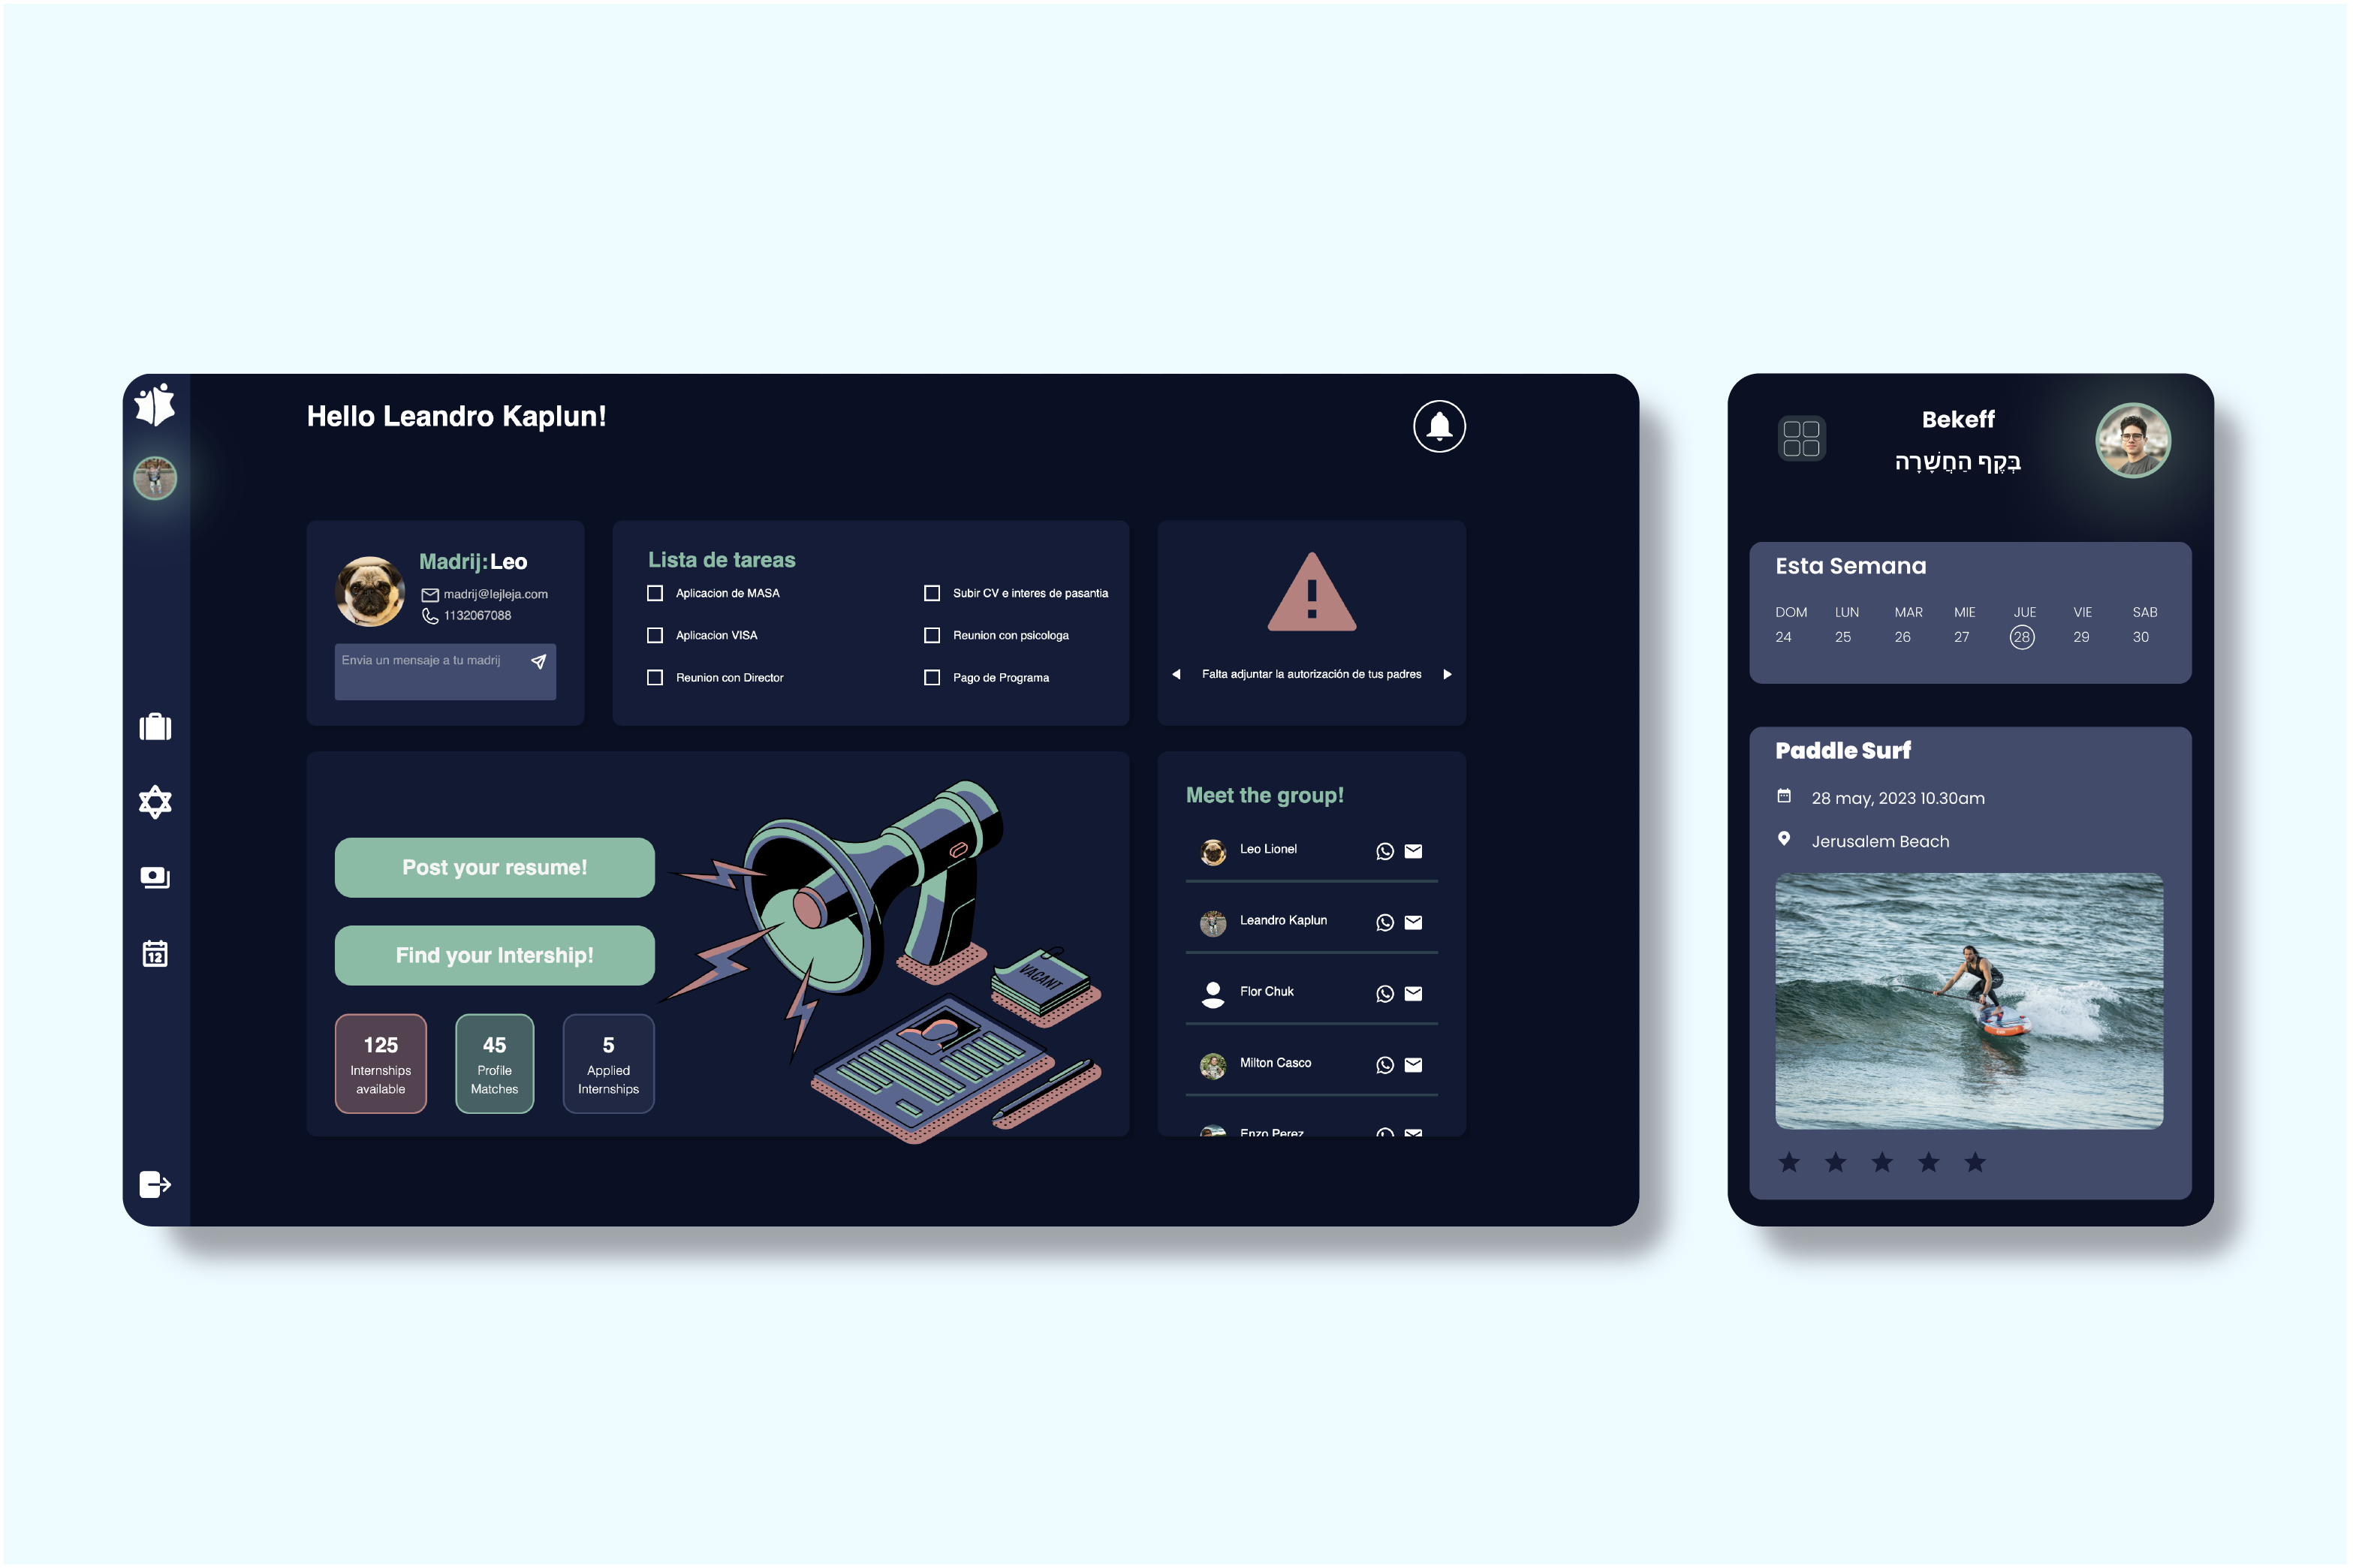 Hello Leandro Kaplun!
Madrij: Leo
madrij@lejleja.com
1132067088
Envia un mensaje a tu madrij
Lista de tareas
Aplicacion de MASA
Subir CV e interes de pasantia
Aplicacion VISA
Reunion con psicologa
Reunion con Director
Pago de Programa
Falta adjuntar la autorización de tus padres
Post your resume!
Find your Intership!
125
Internships
available
45
Profile
Matches
5
Applied
Internships
VACANT
Meet the group!
Leo Lionel
Leandro Kaplun
Flor Chuk
Milton Casco
Enzo Perez
12
Bekeff
בְּקֶף הַחְשָׁרָה
Esta Semana
DOM LUN MAR MIE JUE VIE SAB
24 25 26 27 28 29 30
Paddle Surf
28 may, 2023 10.30am
Jerusalem Beach